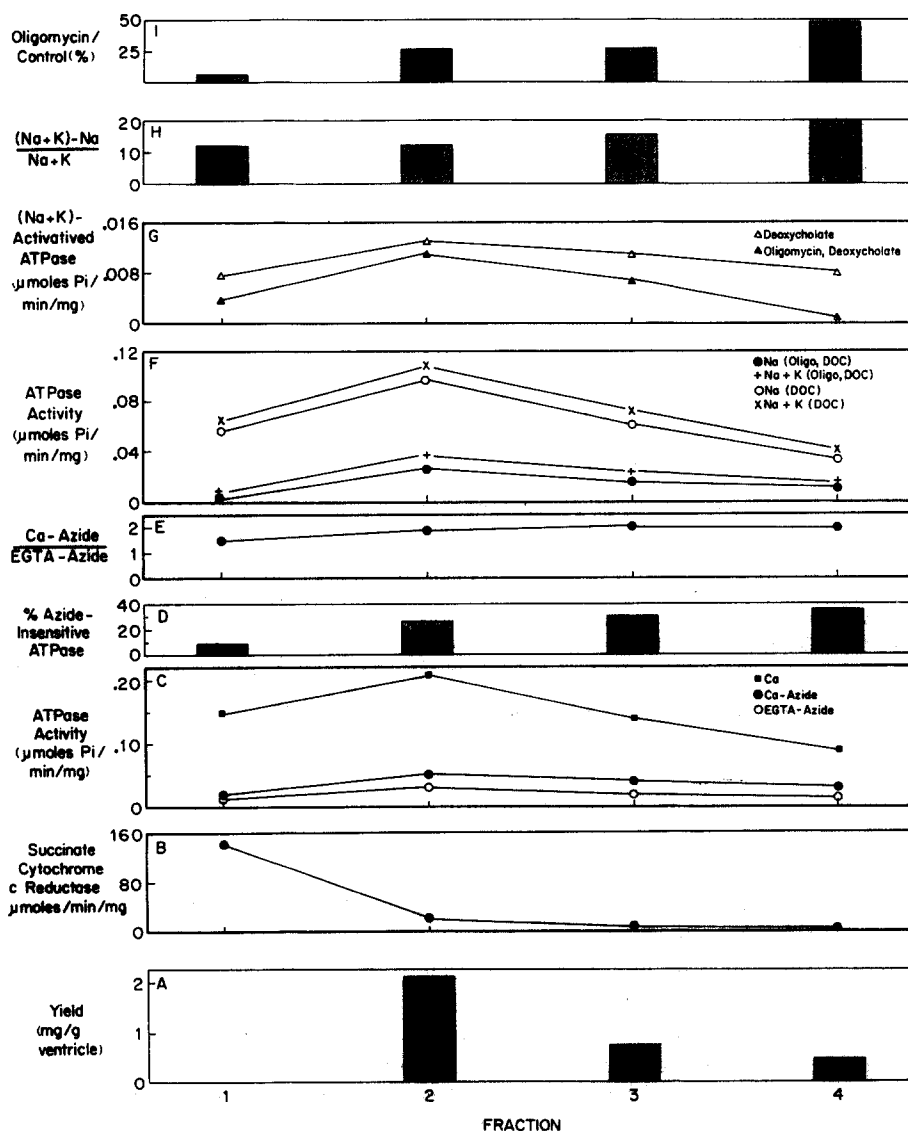 Oligomycin/
Control(%)
50
25
0
I
(Na+K)-Na
Na+K
20
10
0
H
(Na+K)-
Activatived
ATPase
(μmoles Pi/
min/mg)
.016
.008
0
G
△ Deoxycholate
▲ Oligomycin, Deoxycholate
ATPase
Activity
(μmoles Pi/
min/mg)
.12
.08
.04
0
F
● Na (Oligo, DOC)
+ Na + K (Oligo, DOC)
○ Na (DOC)
x Na + K (DOC)
Ca-Azide
EGTA-Azide
2
1
0
E
% Azide-
Insensitive
ATPase
40
20
0
D
ATPase
Activity
(μmoles Pi/
min/mg)
.20
.10
0
C
■ Ca
● Ca-Azide
○ EGTA-Azide
Succinate
Cytochrome
c Reductase
μmoles/min/mg
160
80
0
B
Yield
(mg/g
ventricle)
2
1
0
A
1 2 3 4
FRACTION